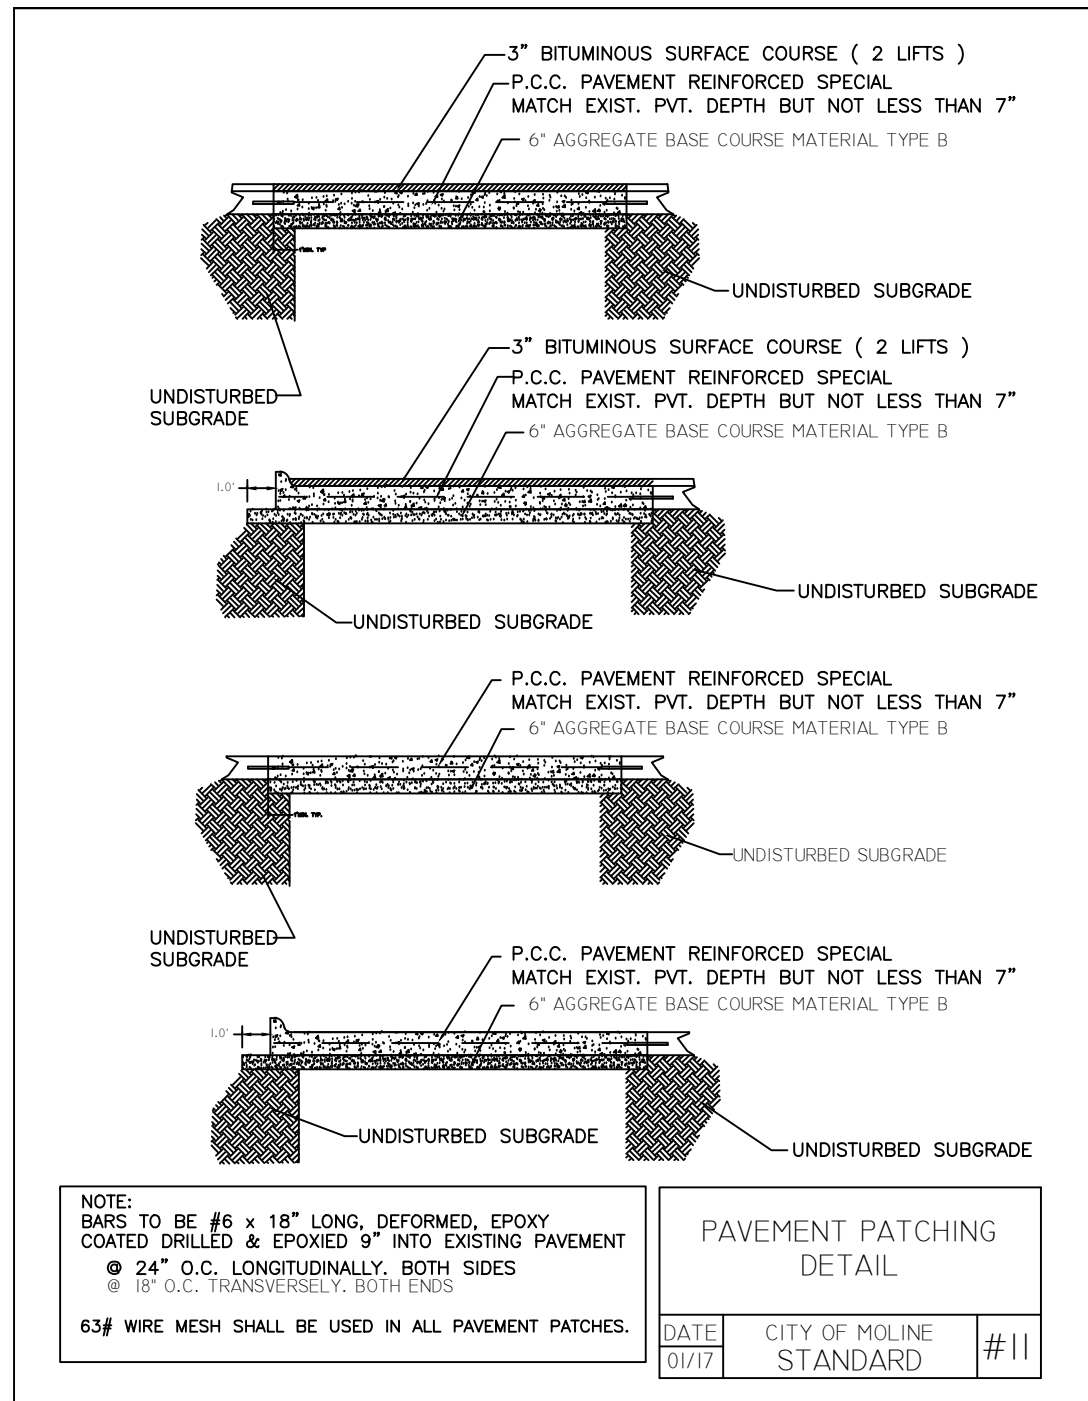 3” BITUMINOUS SURFACE COURSE ( 2 LIFTS )
P.C.C. PAVEMENT REINFORCED SPECIAL
MATCH EXIST. PVT. DEPTH BUT NOT LESS THAN 7”
6" AGGREGATE BASE COURSE MATERIAL TYPE B
UNDISTURBED SUBGRADE
UNDISTURBED
SUBGRADE
3” BITUMINOUS SURFACE COURSE ( 2 LIFTS )
P.C.C. PAVEMENT REINFORCED SPECIAL
MATCH EXIST. PVT. DEPTH BUT NOT LESS THAN 7”
6" AGGREGATE BASE COURSE MATERIAL TYPE B
1.0'
UNDISTURBED SUBGRADE
UNDISTURBED SUBGRADE
P.C.C. PAVEMENT REINFORCED SPECIAL
MATCH EXIST. PVT. DEPTH BUT NOT LESS THAN 7”
6" AGGREGATE BASE COURSE MATERIAL TYPE B
TYP.
UNDISTURBED SUBGRADE
UNDISTURBED
SUBGRADE
P.C.C. PAVEMENT REINFORCED SPECIAL
MATCH EXIST. PVT. DEPTH BUT NOT LESS THAN 7”
6" AGGREGATE BASE COURSE MATERIAL TYPE B
1.0'
UNDISTURBED SUBGRADE
UNDISTURBED SUBGRADE
NOTE:
BARS TO BE #6 x 18” LONG, DEFORMED, EPOXY
COATED DRILLED & EPOXIED 9” INTO EXISTING PAVEMENT
@ 24” O.C. LONGITUDINALLY. BOTH SIDES
@ 18" O.C. TRANSVERSELY. BOTH ENDS
63# WIRE MESH SHALL BE USED IN ALL PAVEMENT PATCHES.
PAVEMENT PATCHING
DETAIL
DATE
01/17
CITY OF MOLINE
STANDARD
#11